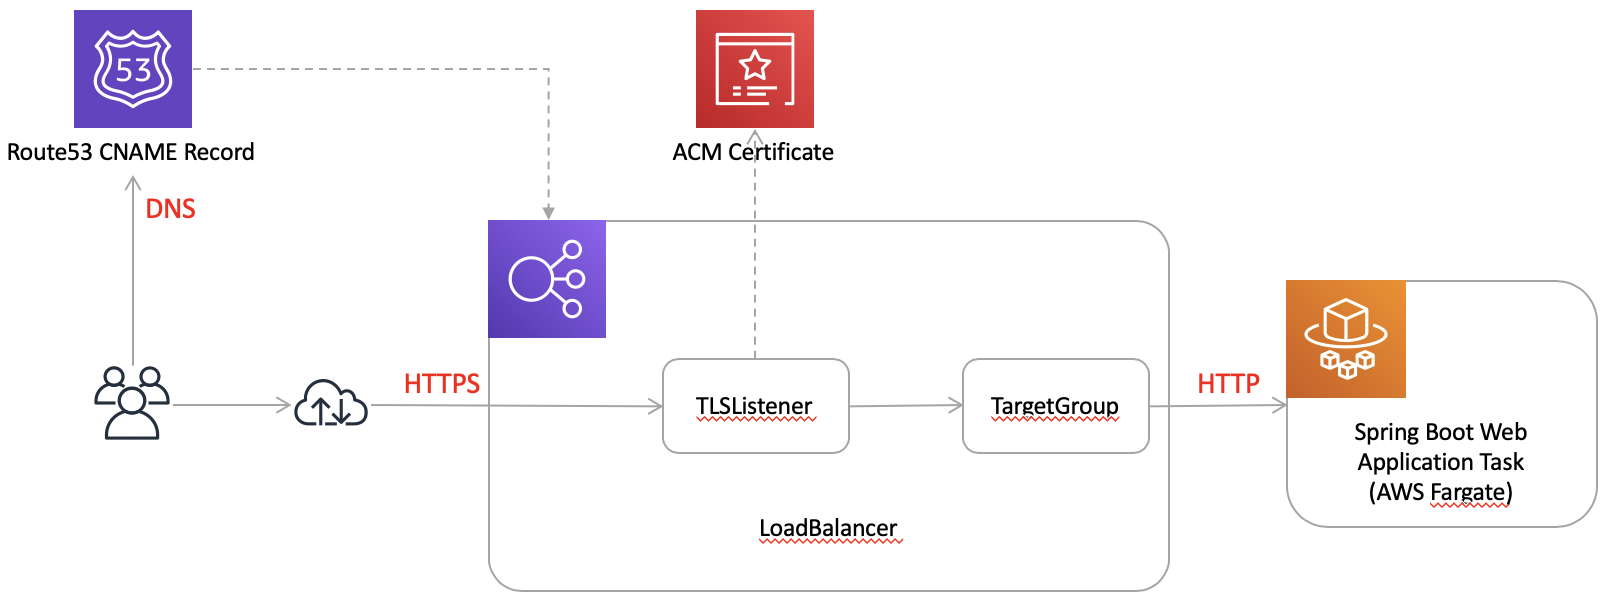 53
Route53 CNAME Record
ACM Certificate
DNS
HTTPS
TLSListener
TargetGroup
HTTP
Spring Boot Web
Application Task
(AWS Fargate)
LoadBalancer